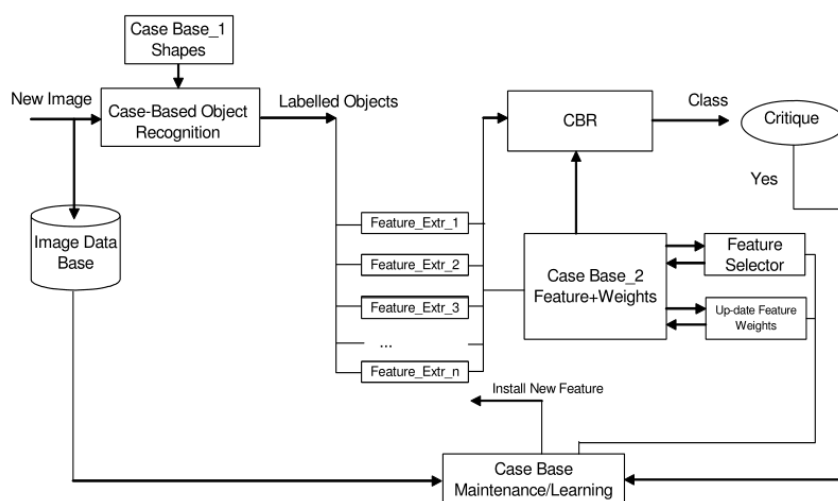 Case Base_1
Shapes
New Image
Case-Based Object
Recognition
Labelled Objects
CBR
Class
Critique
Yes
Image Data
Base
Feature_Extr_1
Feature_Extr_2
Feature_Extr_3
...
Feature_Extr_n
Case Base_2
Feature+Weights
Feature
Selector
Up-date Feature
Weights
Install New Feature
Case Base
Maintenance/Learning